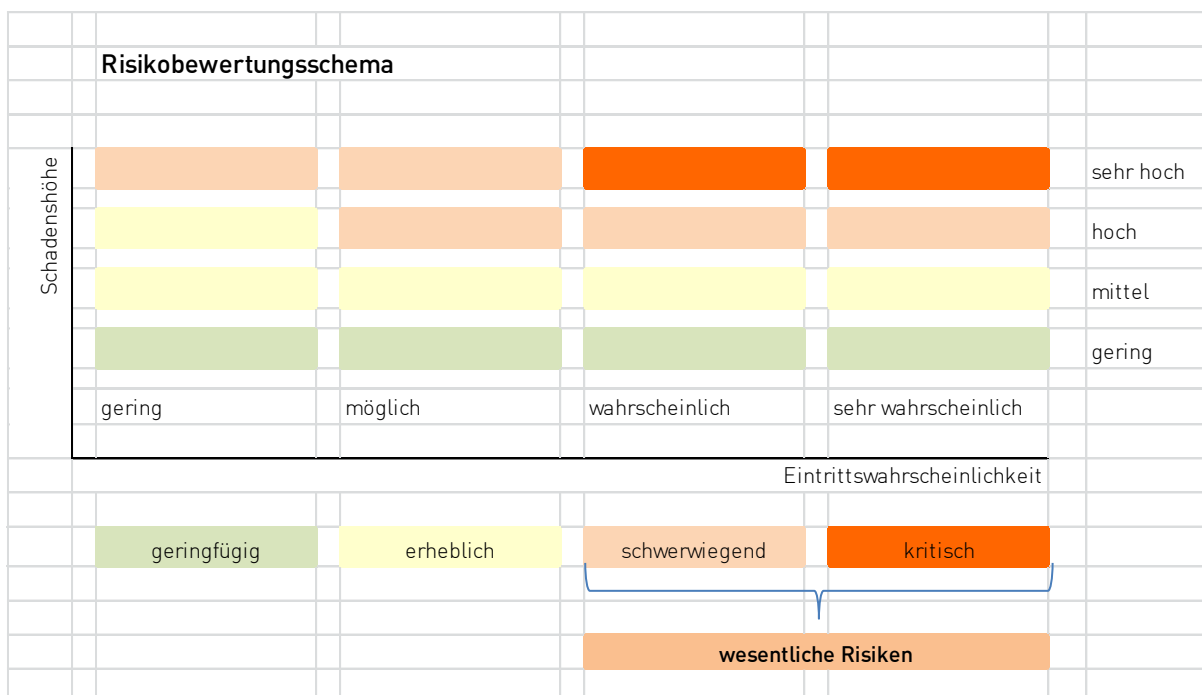 Risikobewertungsschema
Schadenshöhe
sehr hoch
hoch
mittel
gering
gering
möglich
wahrscheinlich
sehr wahrscheinlich
Eintrittswahrscheinlichkeit
geringfügig
erheblich
schwerwiegend
kritisch
wesentliche Risiken